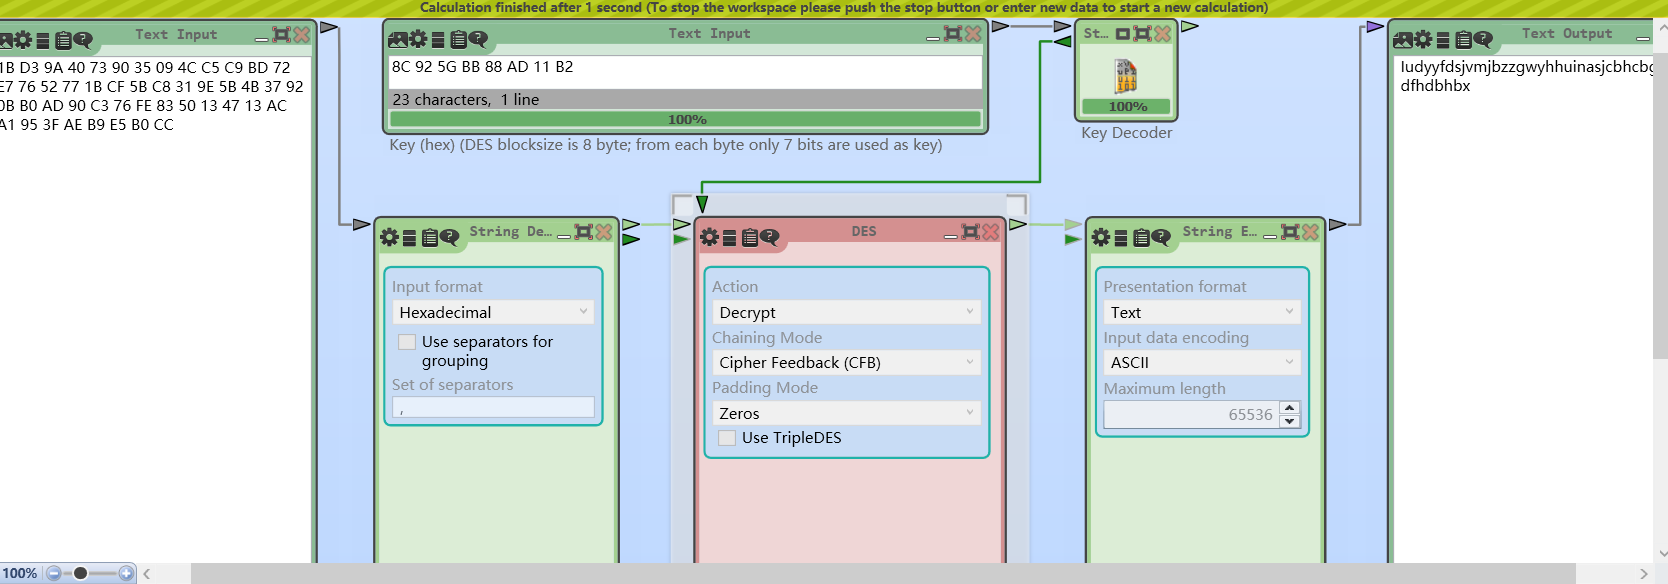 Calculation finished after 1 second (To stop the workspace please push the stop button or enter new data to start a new calculation)
Text Input
1B D3 9A 40 73 90 35 09 4C C5 C9 BD 72
E7 76 52 77 1B CF 5B C8 31 9E 5B 4B 37 92
0B B0 AD 90 C3 76 FE 83 50 13 47 13 AC
A1 95 3F AE B9 E5 B0 CC
Text Input
8C 92 5G BB 88 AD 11 B2
23 characters, 1 line
100%
Key (hex) (DES blocksize is 8 byte; from each byte only 7 bits are used as key)
St...
100%
Key Decoder
Text Output
Iudyyfdsjvmjbzzgwyhhuinasjcbhcbg
dfhdbhbx
String De...
Input format
Hexadecimal
Use separators for
grouping
Set of separators
,
DES
Action
Decrypt
Chaining Mode
Cipher Feedback (CFB)
Padding Mode
Zeros
Use TripleDES
String E...
Presentation format
Text
Input data encoding
ASCII
Maximum length
65536
100%